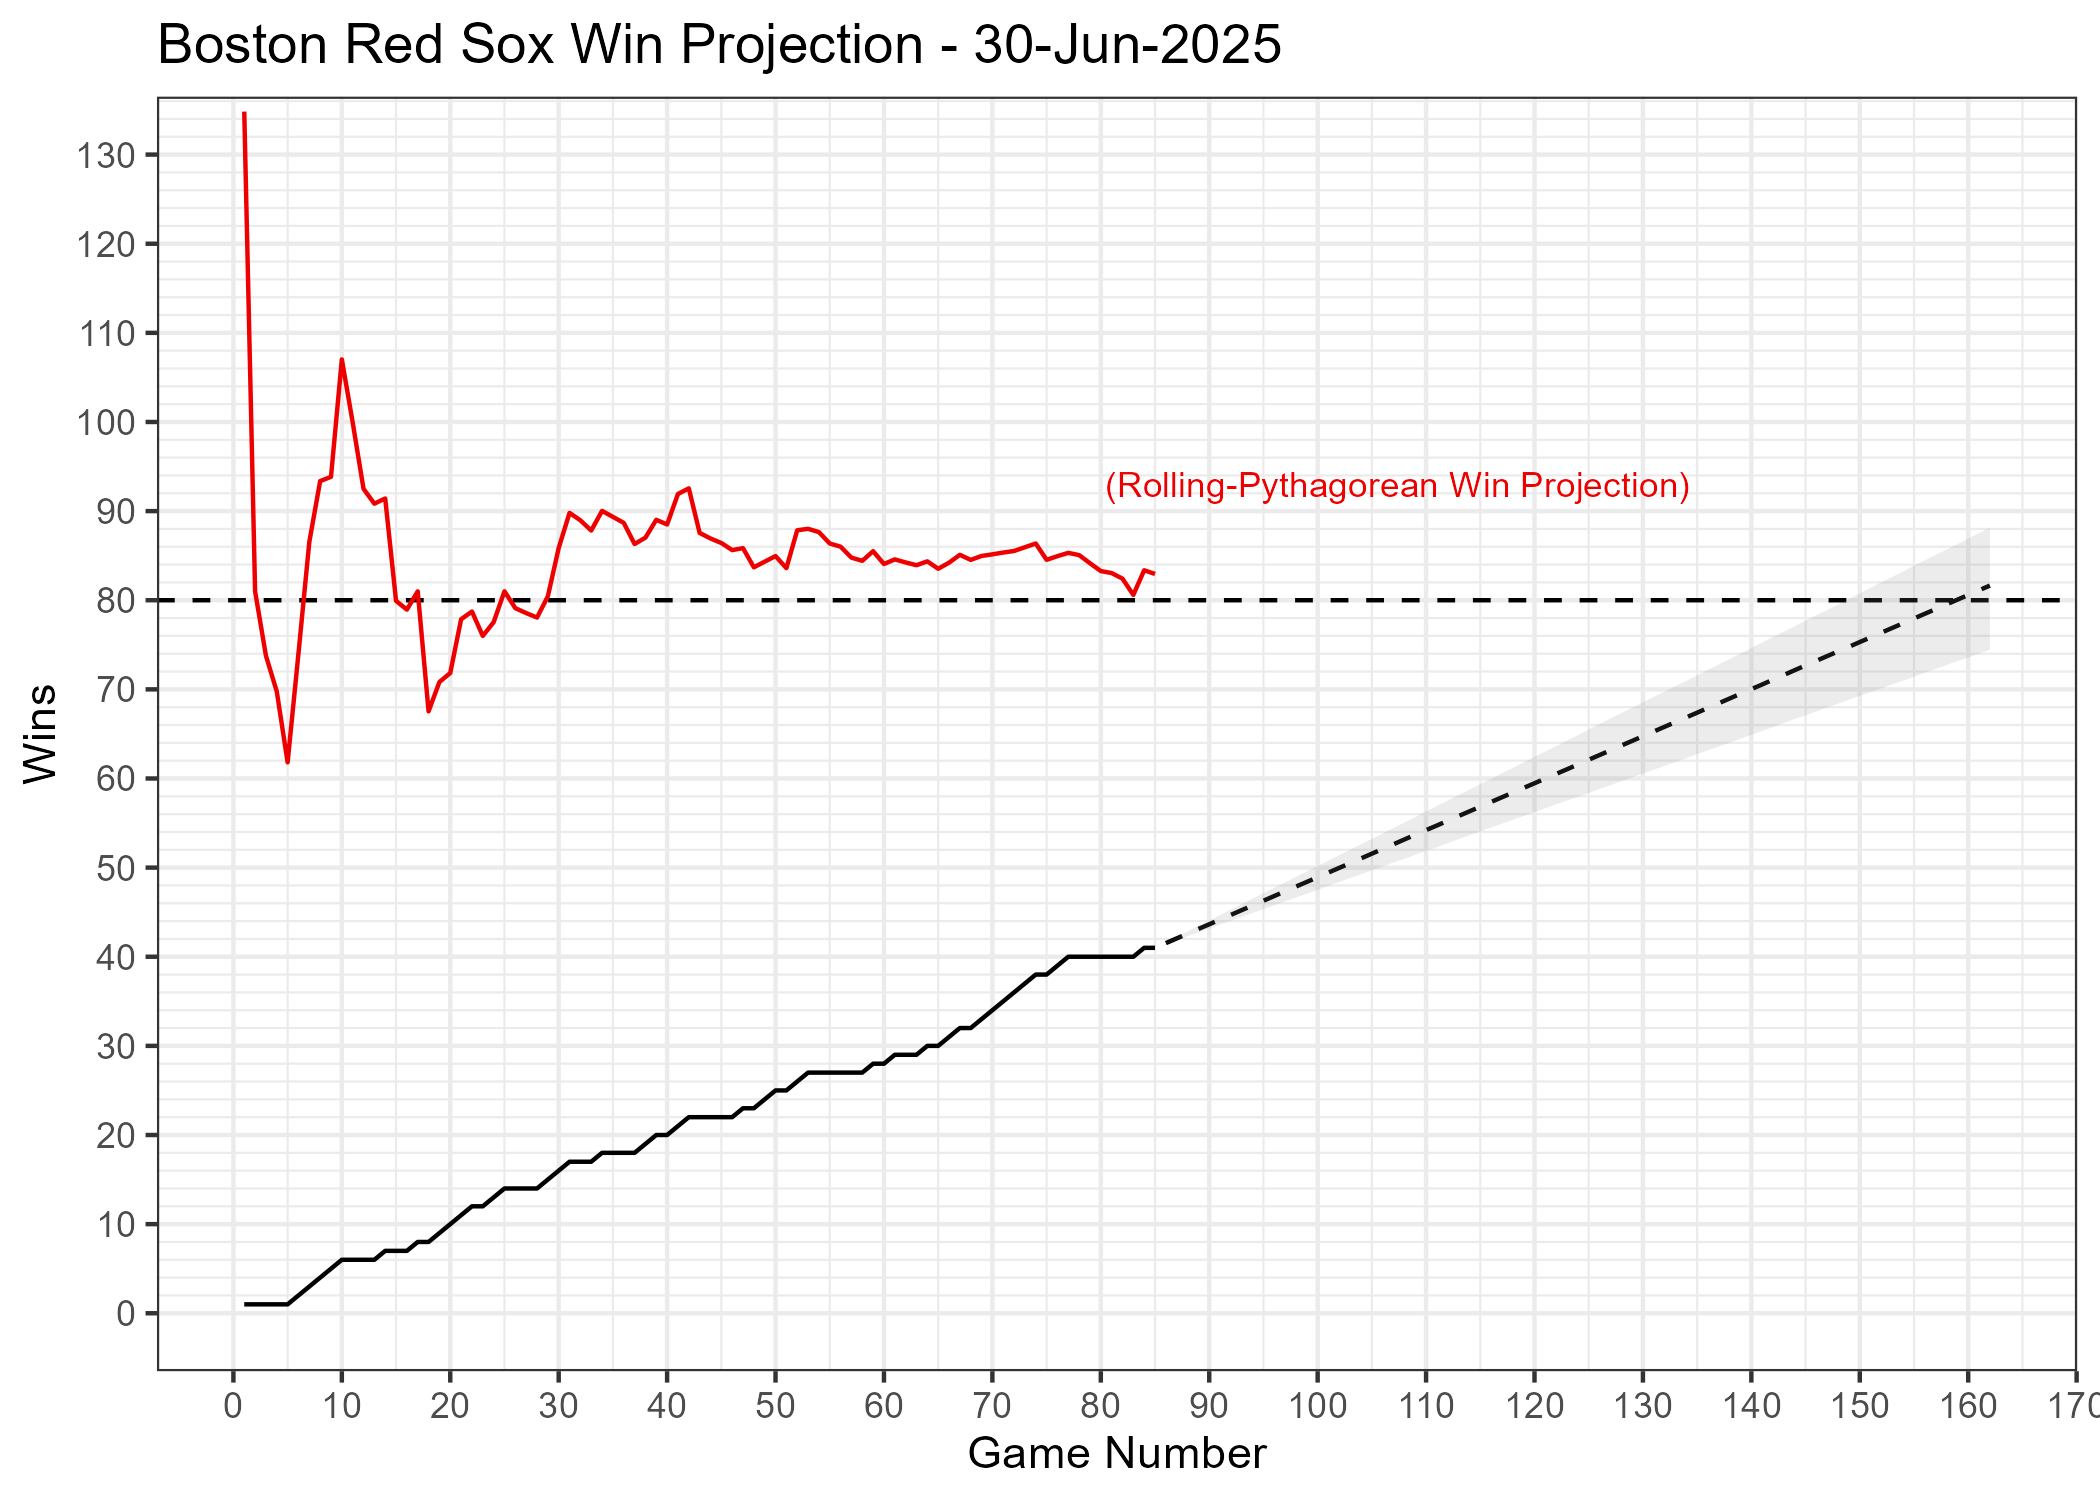 Boston Red Sox Win Projection - 30-Jun-2025
130
120
110
100
90
80
70
60
50
40
30
20
10
0
Wins
(Rolling-Pythagorean Win Projection)
0 10 20 30 40 50 60 70 80 90 100 110 120 130 140 150 160 170
Game Number